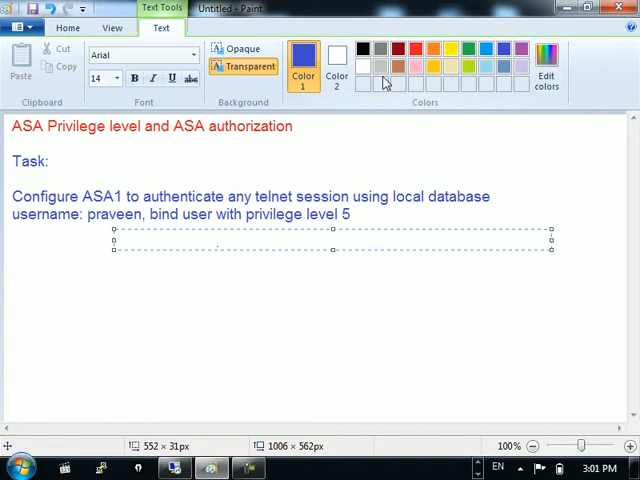 Text Tools
Untitled - Paint
Home
View
Text
Paste
Cut
Copy
Clipboard
Arial
14
B
I
U
abc
Font
Opaque
Transparent
Background
Color
1
Color
2
Edit
colors
Colors
ASA Privilege level and ASA authorization
Task:
Configure ASA1 to authenticate any telnet session using local database
username: praveen, bind user with privilege level 5
552 × 31px
1006 × 562px
100%
EN
3:01 PM